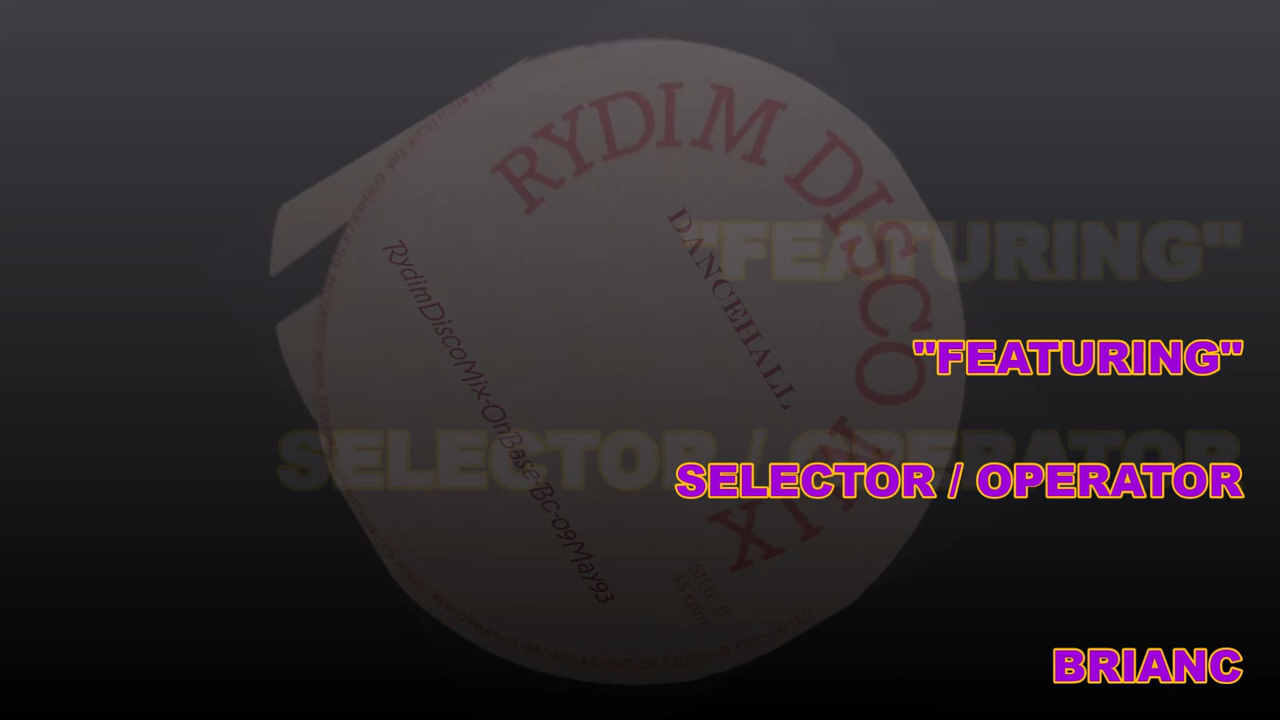 RYDIM DISCO MIX
DANCEHALL
RydimDiscoMix-OnBase-BC-09May93
"FEATURING"
"FEATURING"
SELECTOR / OPERATOR
SELECTOR / OPERATOR
BRIANC